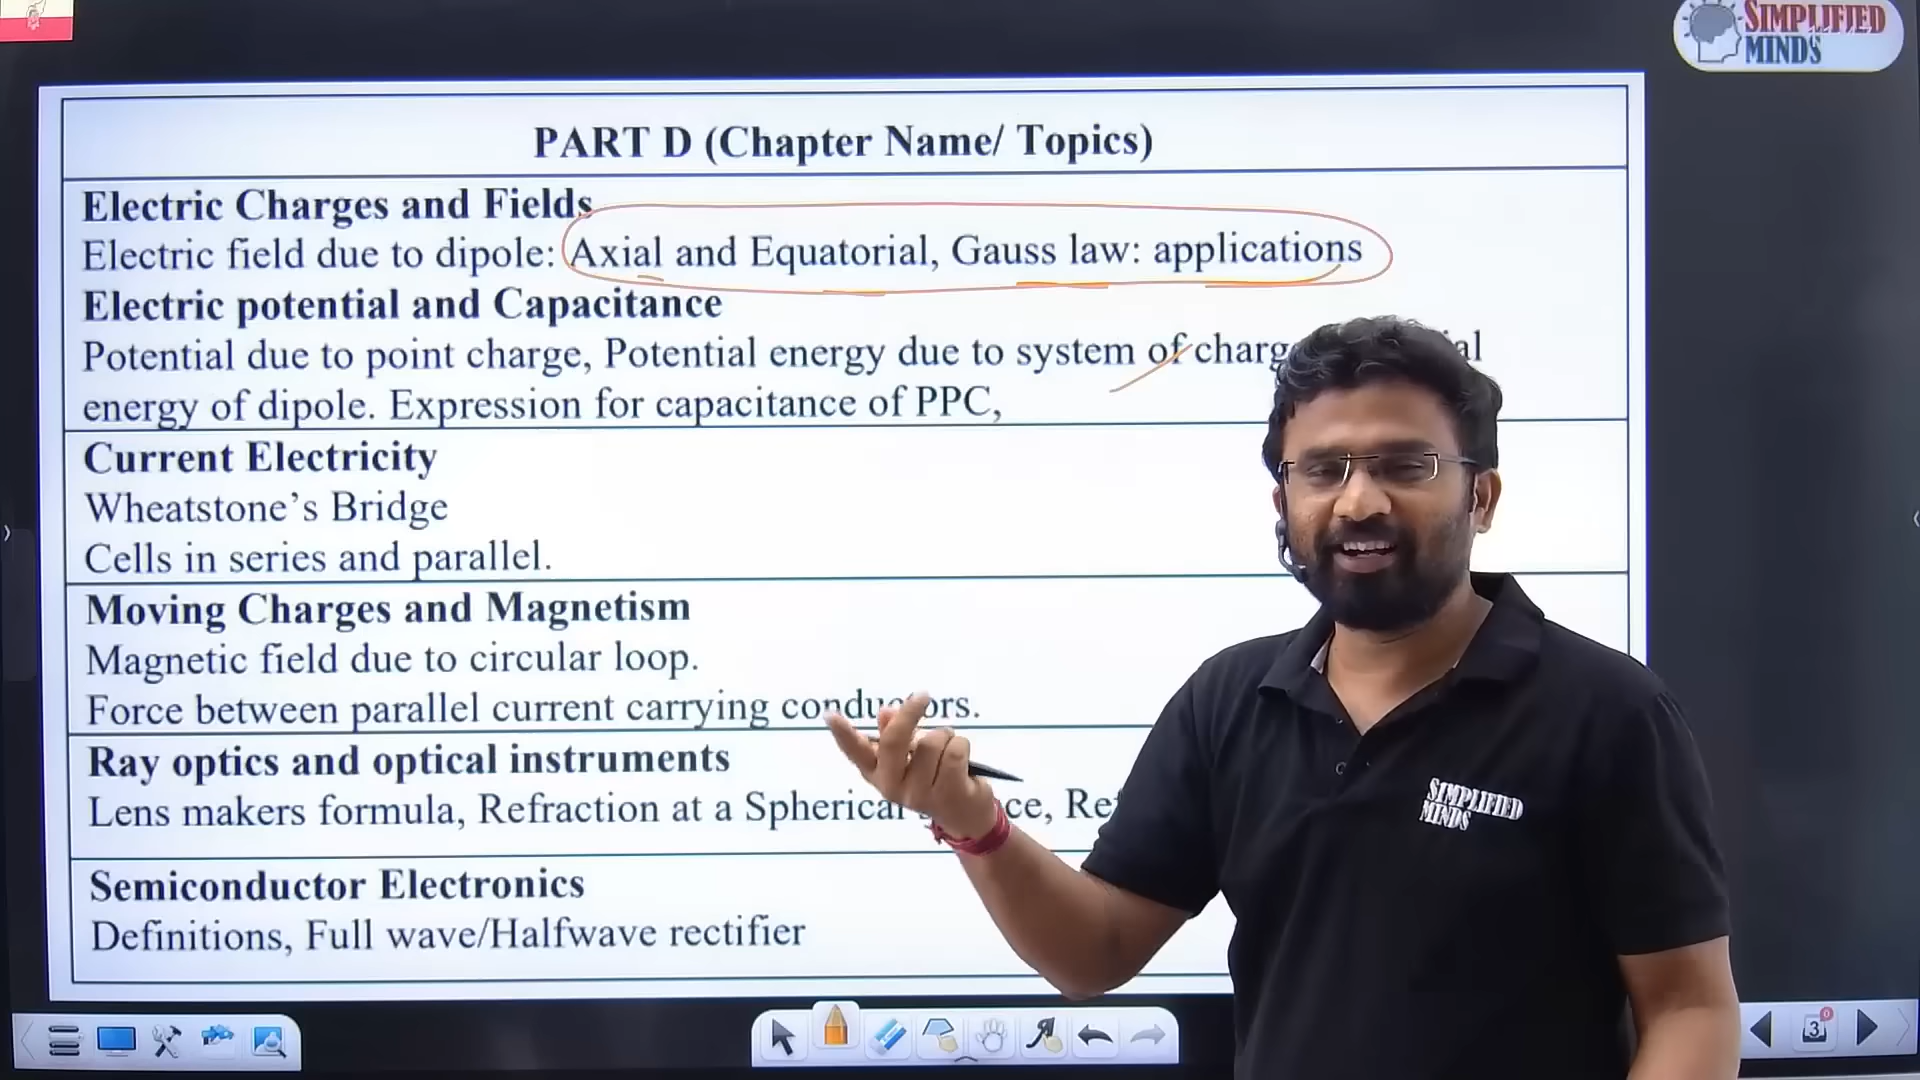 SIMPLIFIED
MINDS
PART D (Chapter Name/ Topics)
Electric Charges and Fields
Electric field due to dipole: Axial and Equatorial, Gauss law: applications
Electric potential and Capacitance
Potential due to point charge, Potential energy due to system of
energy of dipole. Expression for capacitance of PPC,
Current Electricity
Wheatstone’s Bridge
Cells in series and parallel.
Moving Charges and Magnetism
Magnetic field due to circular loop.
Force between parallel current carrying conductors.
Ray optics and optical instruments
Lens makers formula, Refraction at a Spherical
Semiconductor Electronics
Definitions, Full wave/Halfwave rectifier
SIMPLIFIED
MINDS
3
0